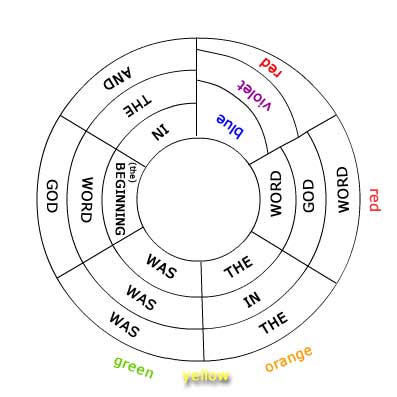 red
violet
blue
AND
THE
IN
GOD
WORD
(the)
BEGINNING
WORD
GOD
WORD
red
WAS
WAS
WAS
THE
IN
THE
green
yellow
orange